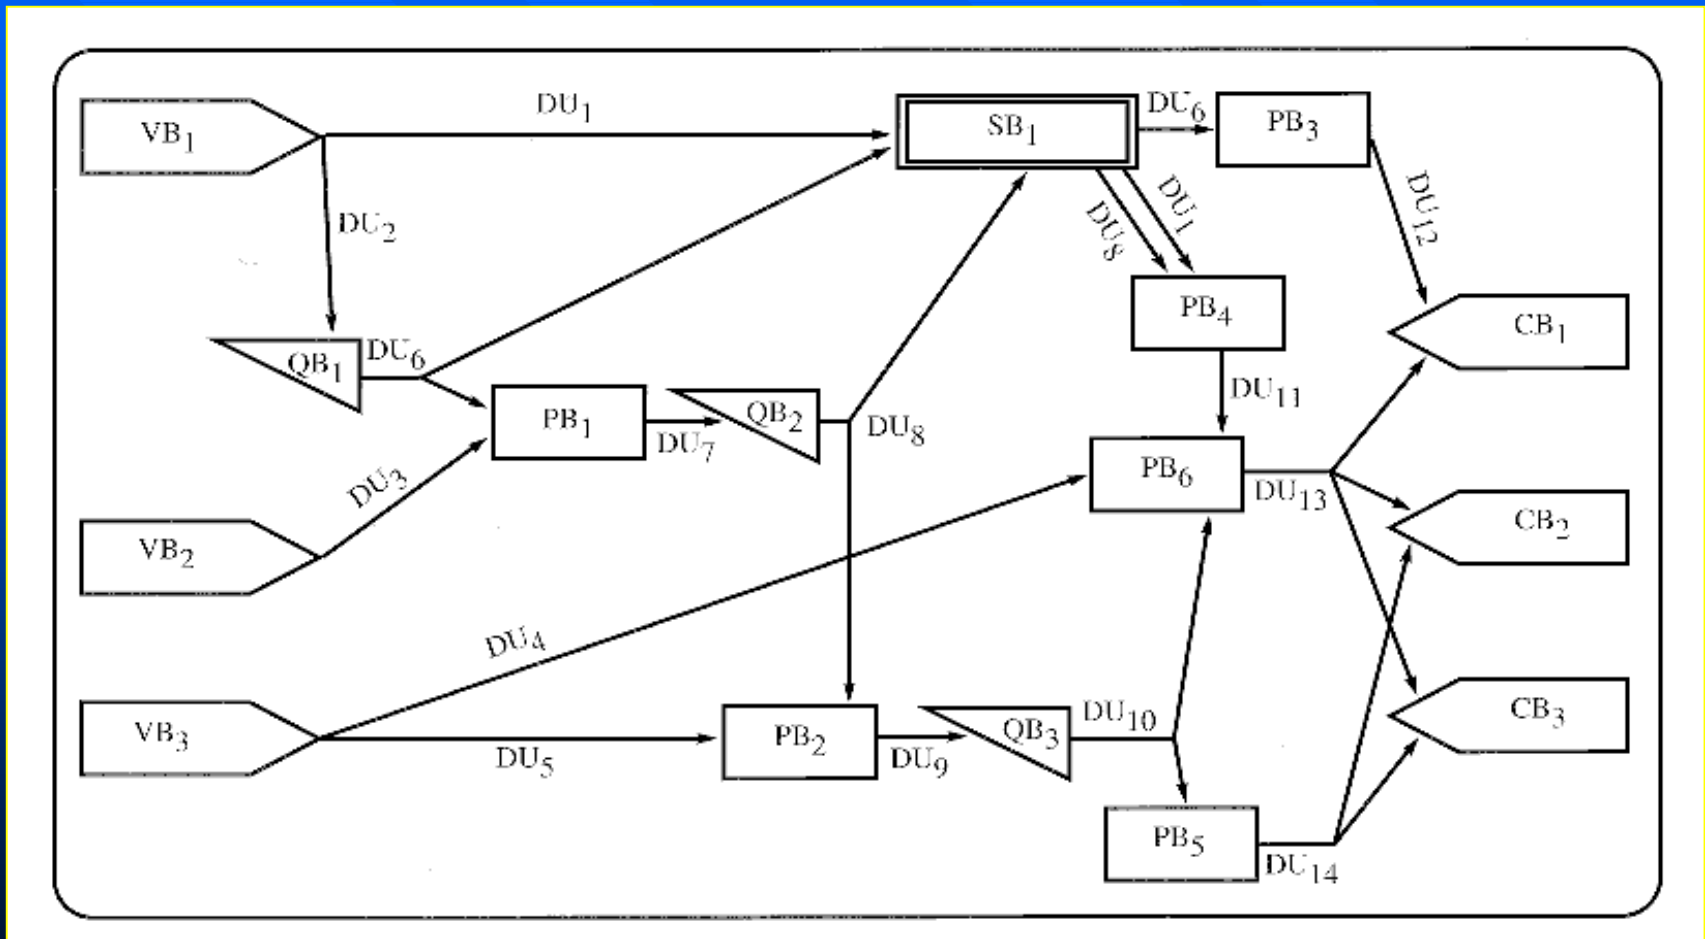 DU1
VB1
SB1
DU6
PB3
DU2
DU8
DU1
DU12
PB4
CB1
QB1
DU6
PB1
DU7
QB2
DU8
DU11
DU3
PB6
DU13
CB2
VB2
DU4
VB3
DU5
PB2
DU9
QB3
DU10
CB3
PB5
DU14